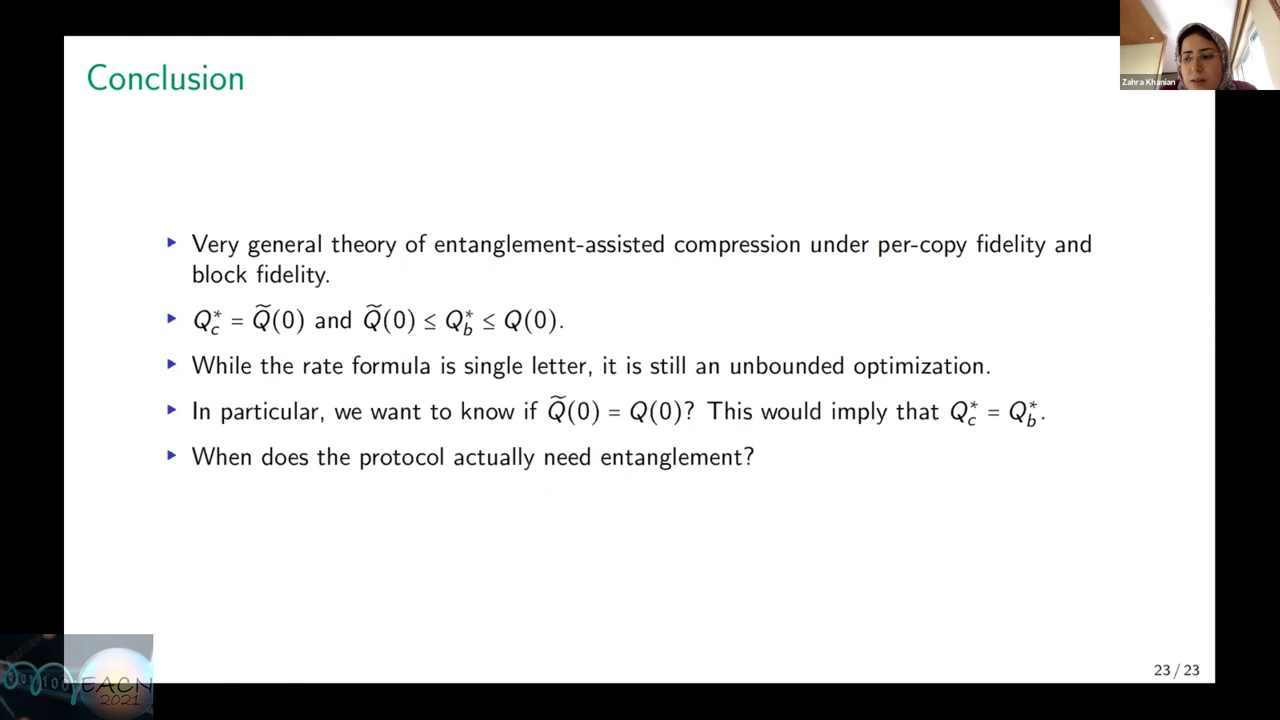 Conclusion
Zahra Khanian
▶ Very general theory of entanglement-assisted compression under per-copy fidelity and
block fidelity.
▶ Q*_c = Q̃(0) and Q̃(0) ≤ Q*_b ≤ Q(0).
▶ While the rate formula is single letter, it is still an unbounded optimization.
▶ In particular, we want to know if Q̃(0) = Q(0)? This would imply that Q*_c = Q*_b.
▶ When does the protocol actually need entanglement?
EACN
2021
23 / 23